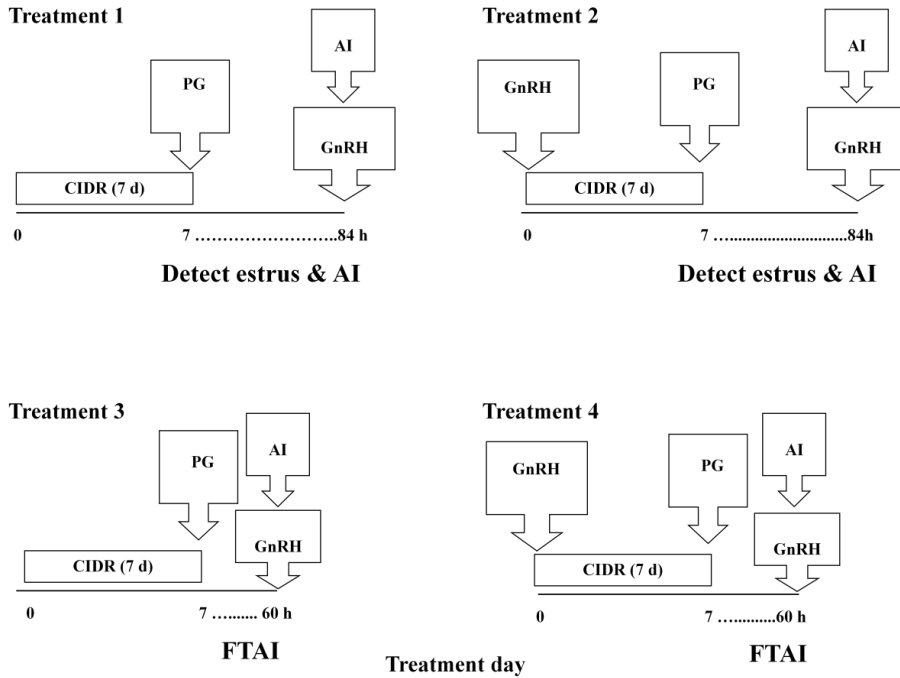 Treatment 1
PG
AI
GnRH
CIDR (7 d)
0
7 …………………..84 h
Detect estrus & AI
Treatment 2
GnRH
PG
AI
GnRH
CIDR (7 d)
0
7 …...........................84h
Detect estrus & AI
Treatment 3
PG
AI
GnRH
CIDR (7 d)
0
7 …....... 60 h
FTAI
Treatment 4
GnRH
PG
AI
GnRH
CIDR (7 d)
0
7 …..........60 h
FTAI
Treatment day